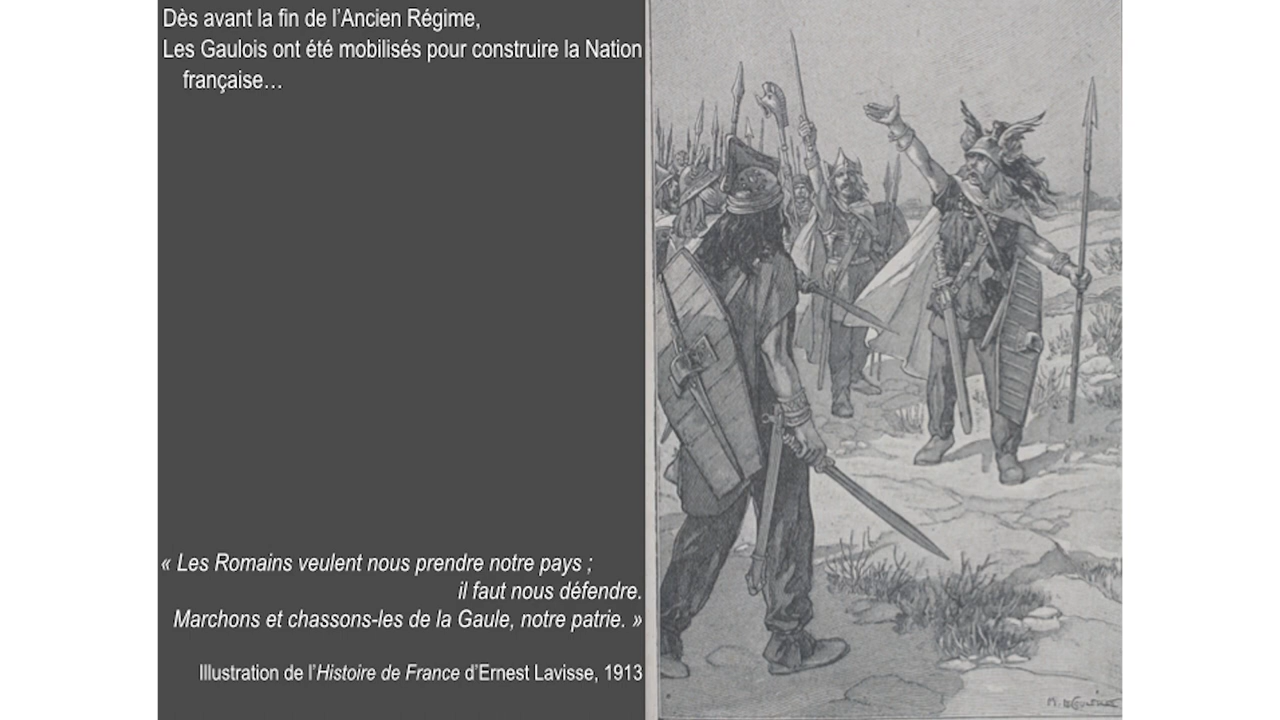 Dès avant la fin de l'Ancien Régime,
Les Gaulois ont été mobilisés pour construire la Nation
française…
« Les Romains veulent nous prendre notre pays ;
il faut nous défendre.
Marchons et chassons-les de la Gaule, notre patrie. »
Illustration de l'Histoire de France d'Ernest Lavisse, 1913